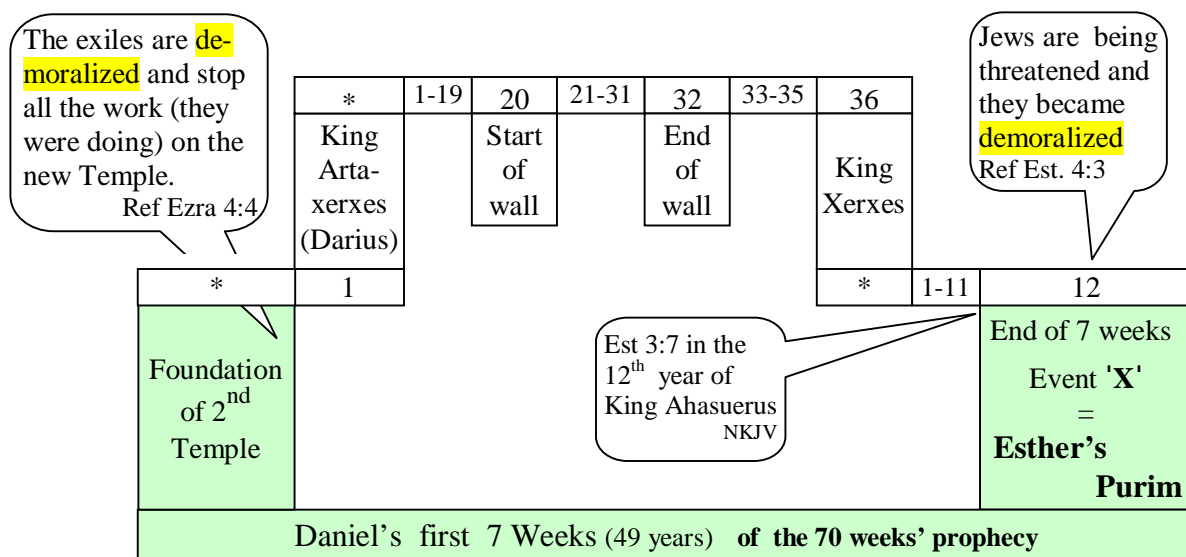 The exiles are de-
moralized and stop
all the work (they
were doing) on the
new Temple.
Ref Ezra 4:4
* 1-19 20 21-31 32 33-35 36
King
Arta-
xerxes
(Darius)
Start
of
wall
End
of
wall
King
Xerxes
Jews are being
threatened and
they became
demoralized
Ref Est. 4:3
* 1 * 1-11 12
Foundation
of 2nd
Temple
Est 3:7 in the
12th year of
King Ahasuerus
NKJV
End of 7 weeks
Event 'X'
=
Esther's
Purim
Daniel's first 7 Weeks (49 years) of the 70 weeks' prophecy